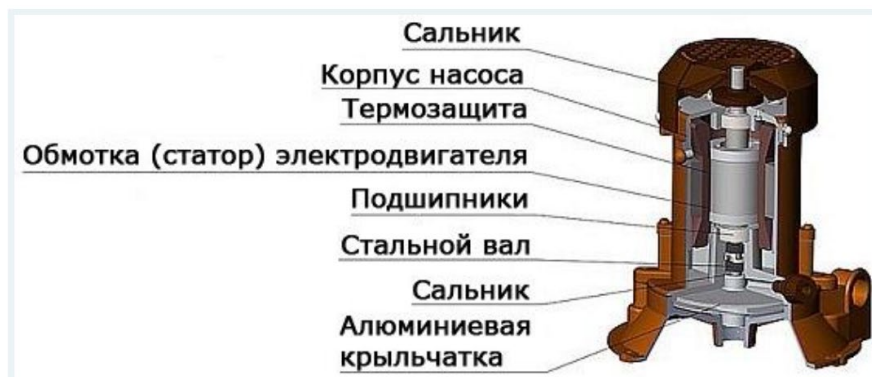 Сальник
Корпус насоса
Термозащита
Обмотка (статор) электродвигателя
Подшипники
Стальной вал
Сальник
Алюминиевая
крыльчатка